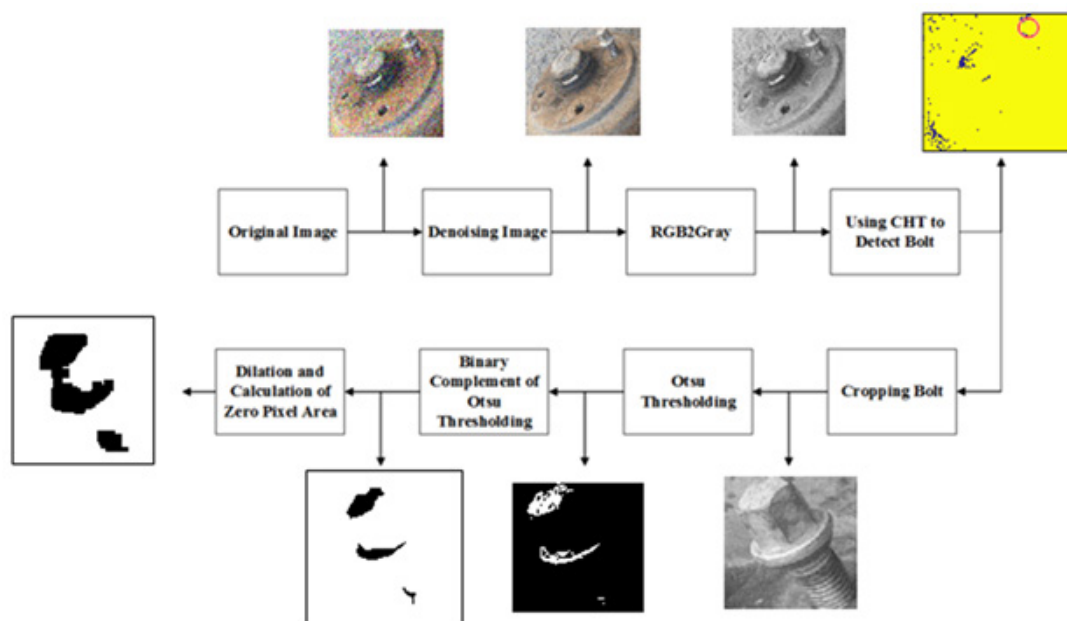 Original Image
Denoising Image
RGB2Gray
Using CHT to
Detect Bolt
Dilation and
Calculation of
Zero Pixel Area
Binary
Complement of
Otsu
Thresholding
Otsu
Thresholding
Cropping Bolt